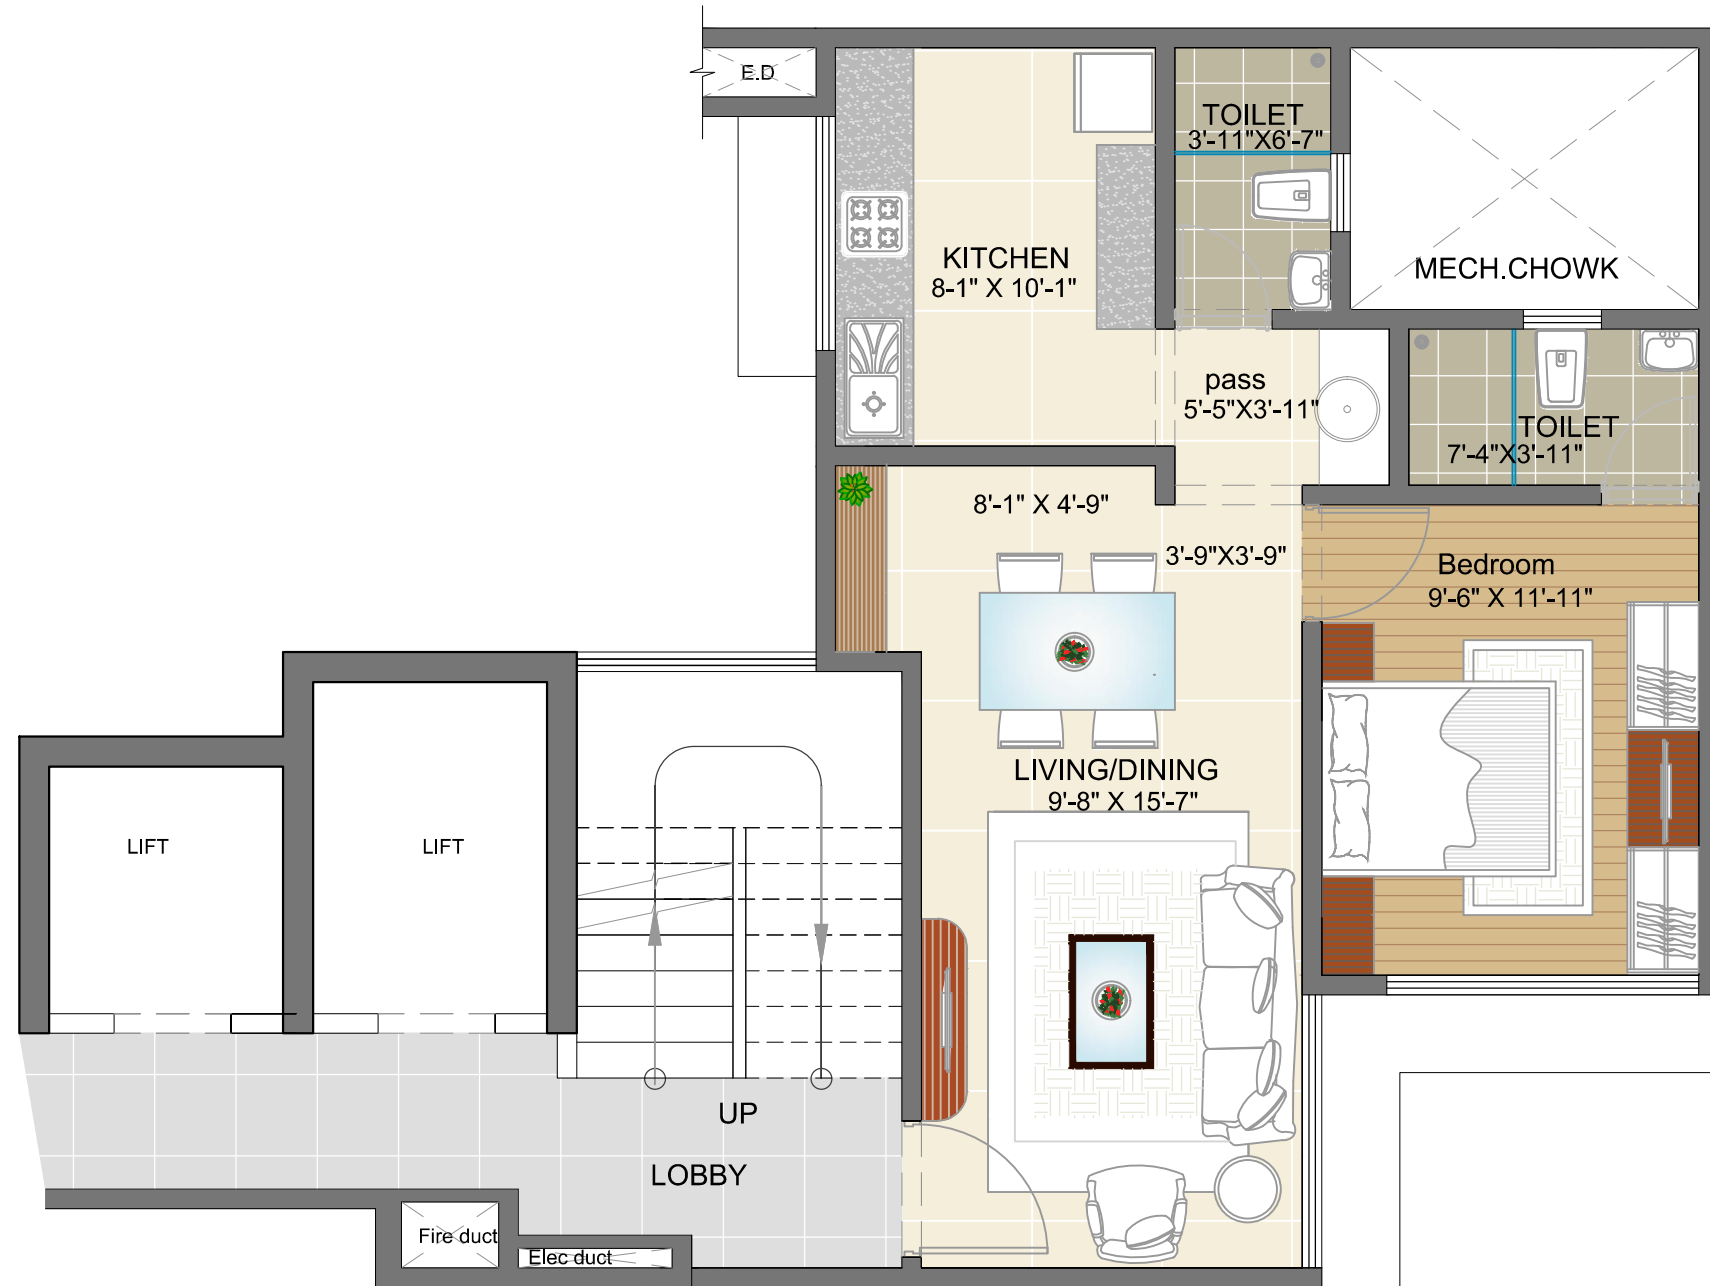 E.D
TOILET
3'-11"X6'-7"
KITCHEN
8-1" X 10'-1"
MECH.CHOWK
pass
5'-5"X3'-11"
TOILET
7'-4"X3'-11"
8'-1" X 4'-9"
3'-9"X3'-9"
Bedroom
9'-6" X 11'-11"
LIVING/DINING
9'-8" X 15'-7"
LIFT
LIFT
UP
LOBBY
Fire duct
Elec duct